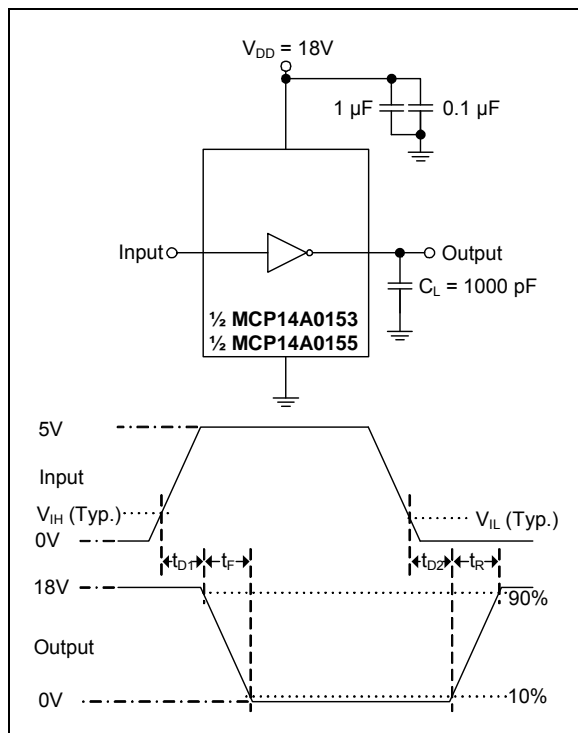 V_DD = 18V
1 µF
0.1 µF
Input
Output
C_L = 1000 pF
½ MCP14A0153
½ MCP14A0155
5V
Input
V_IH (Typ.)
V_IL (Typ.)
0V
t_D1
t_F
t_D2
t_R
18V
90%
Output
0V
10%